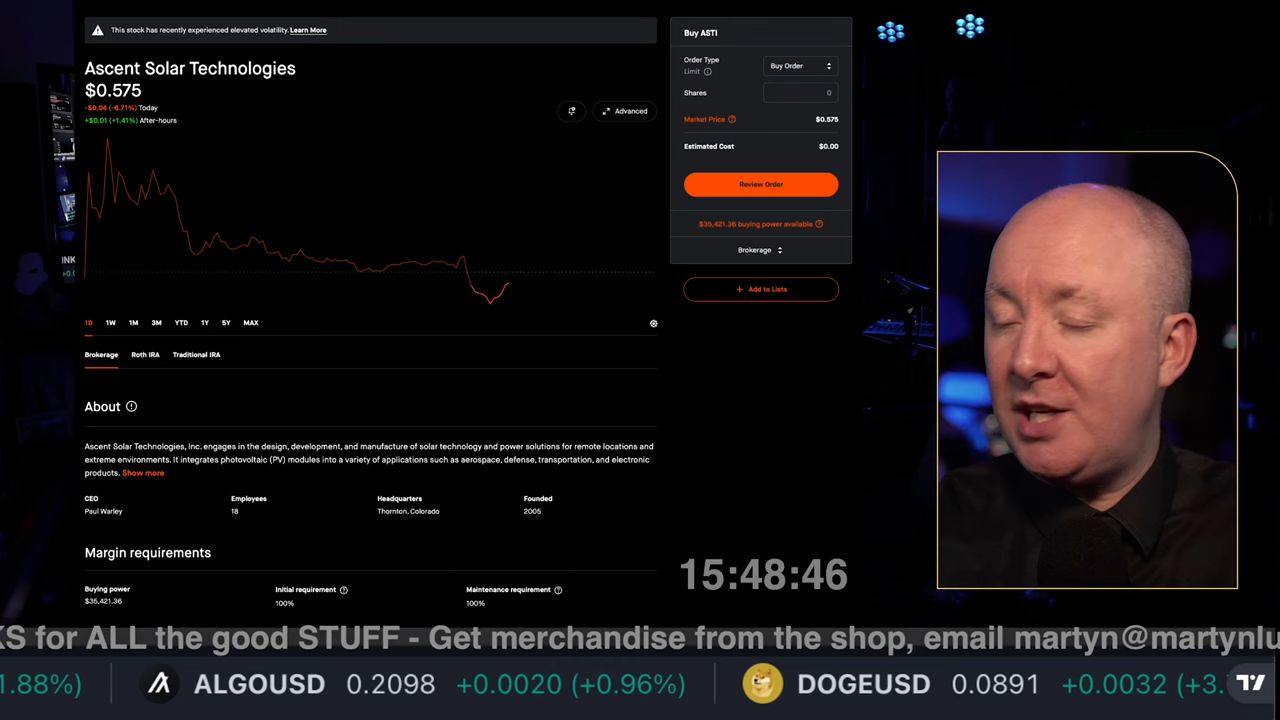 This stock has recently experienced elevated volatility. Learn More
Ascent Solar Technologies
$0.575
-$0.04 (-6.71%) Today
+$0.01 (+1.41%) After-hours
Advanced
1D 1W 1M 3M YTD 1Y 5Y MAX
Brokerage Roth IRA Traditional IRA
About
Ascent Solar Technologies, Inc. engages in the design, development, and manufacture of solar technology and power solutions for remote locations and
extreme environments. It integrates photovoltaic (PV) modules into a variety of applications such as aerospace, defense, transportation, and electronic
products. Show more
CEO Employees Headquarters Founded
Paul Warley 18 Thornton, Colorado 2005
Margin requirements
Buying power Initial requirement Maintenance requirement
$35,421.36 100% 100%
Buy ASTI
Order Type Buy Order
Limit
Shares 0
Market Price $0.575
Estimated Cost $0.00
Review Order
$35,421.36 buying power available
Brokerage
+ Add to Lists
INK
+0.0
15:48:46
KS for ALL the good STUFF - Get merchandise from the shop, email martyn@martynlu
1.88%) ALGOUSD 0.2098 +0.0020 (+0.96%) DOGEUSD 0.0891 +0.0032 (+3.